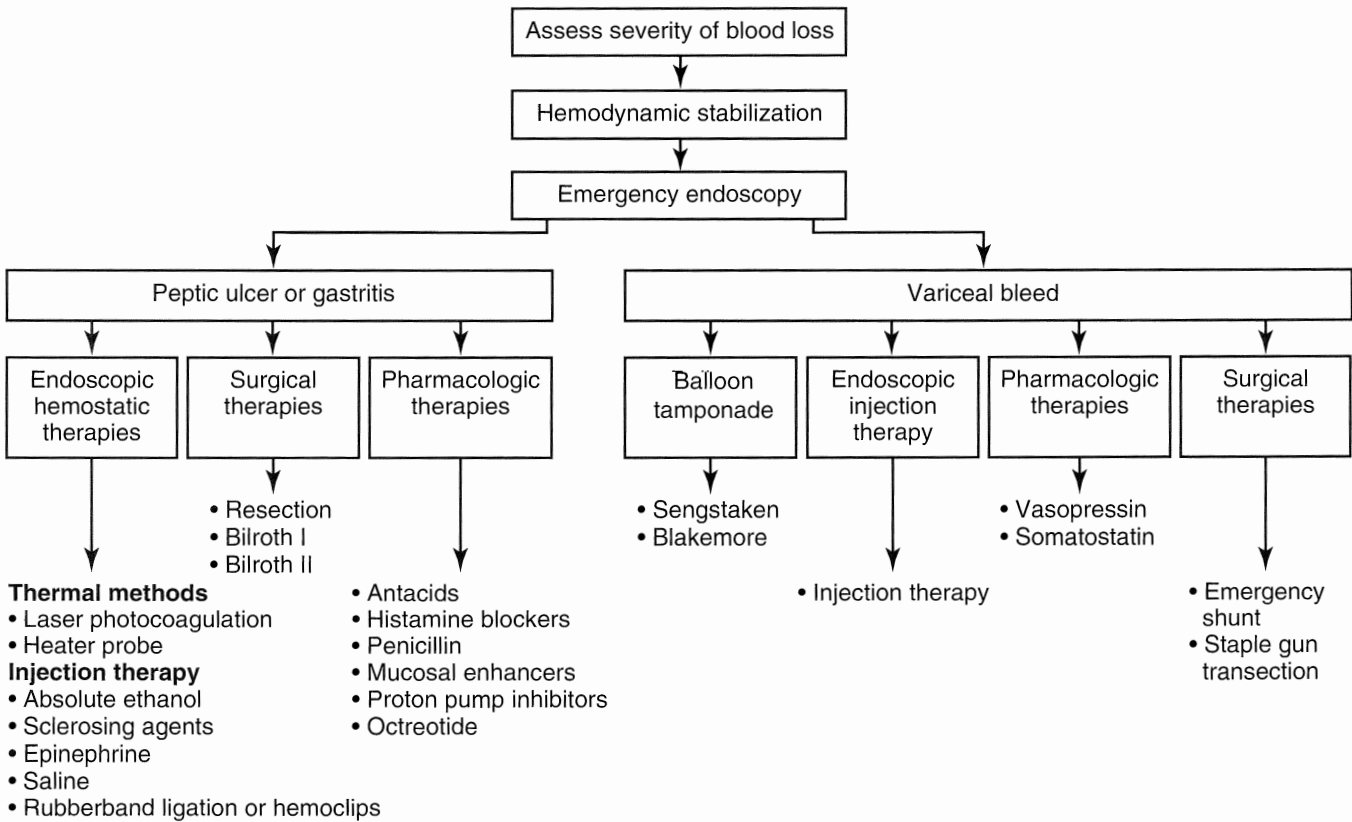 Assess severity of blood loss
Hemodynamic stabilization
Emergency endoscopy
Peptic ulcer or gastritis
Variceal bleed
Endoscopic
hemostatic
therapies
Surgical
therapies
Pharmacologic
therapies
Balloon
tamponade
Endoscopic
injection
therapy
Pharmacologic
therapies
Surgical
therapies
• Resection
• Bilroth I
• Bilroth II
• Sengstaken
• Blakemore
• Vasopressin
• Somatostatin
Thermal methods
• Laser photocoagulation
• Heater probe
Injection therapy
• Absolute ethanol
• Sclerosing agents
• Epinephrine
• Saline
• Rubberband ligation or hemoclips
• Antacids
• Histamine blockers
• Penicillin
• Mucosal enhancers
• Proton pump inhibitors
• Octreotide
• Injection therapy
• Emergency
shunt
• Staple gun
transection